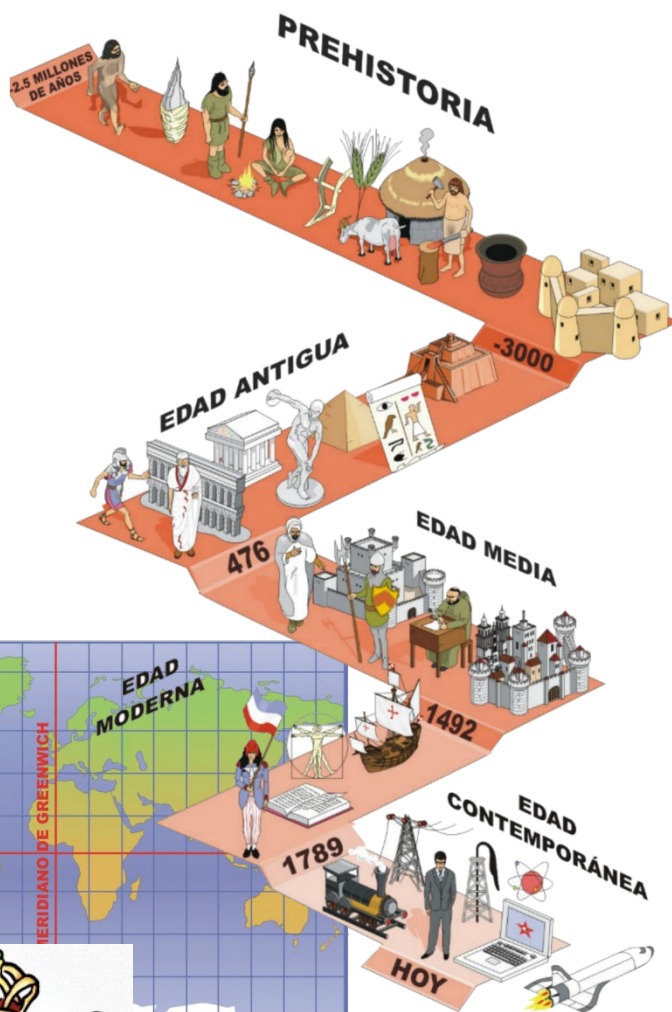 PREHISTORIA
-2.5 MILLONES
DE AÑOS
-3000
EDAD ANTIGUA
476
EDAD MEDIA
1492
EDAD
MODERNA
MERIDIANO DE GREENWICH
1789
EDAD
CONTEMPORÁNEA
HOY